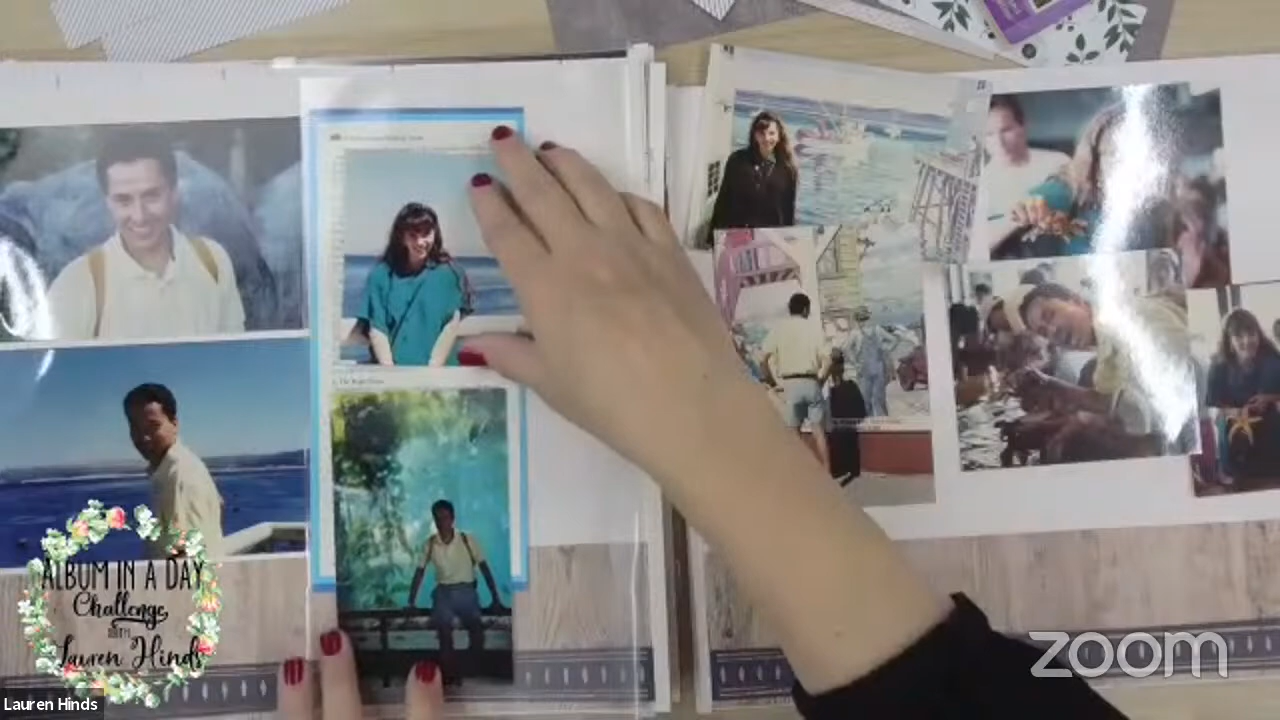 ALBUM IN A DAY
Challenge
with
Lauren Hinds
Lauren Hinds
zoom